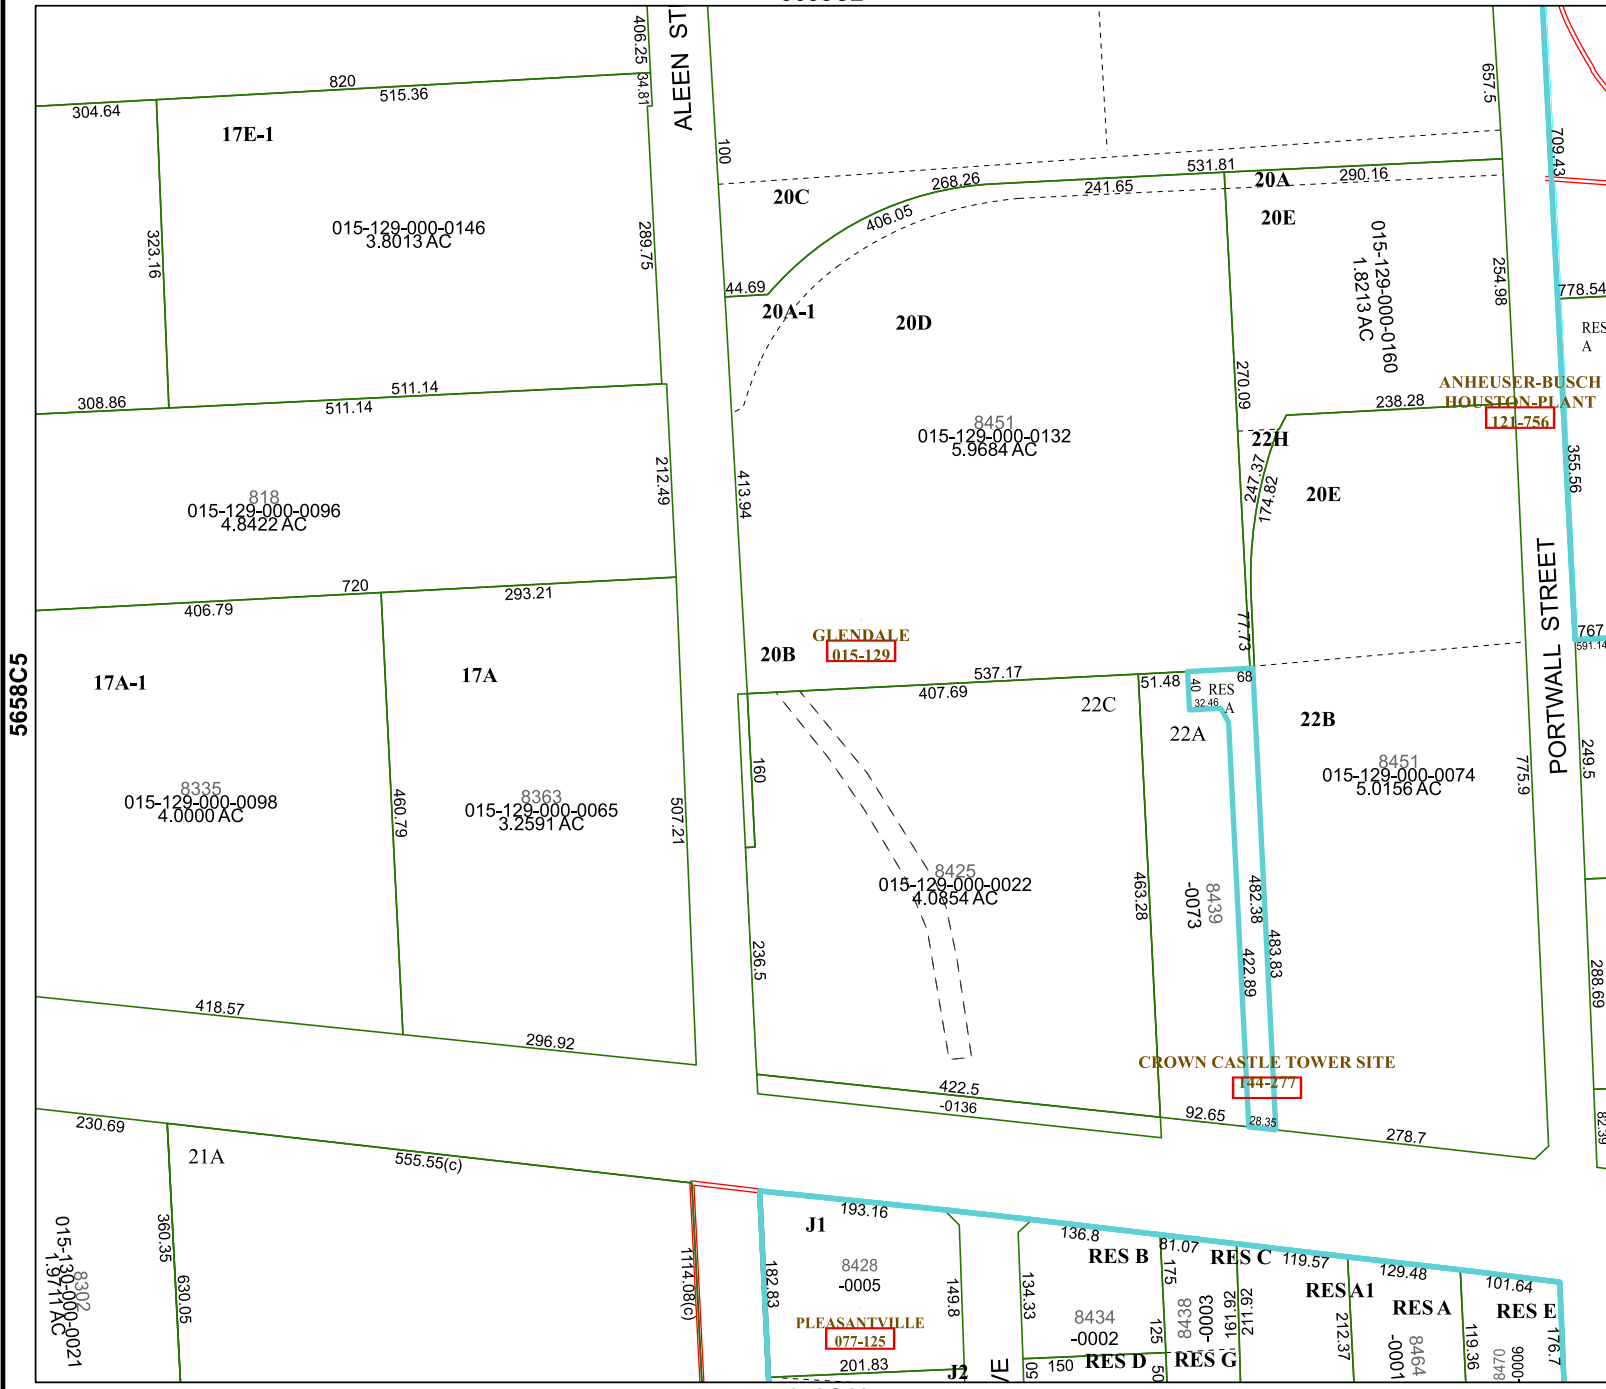 406.25
ALEEN ST
820
515.36
34.81
304.64
17E-1
100
657.5
709.43
531.81
268.26
241.65
20A
290.16
20C
406.05
20E
015-129-000-0146
3.8013 AC
323.16
289.75
015-129-000-0160
1.8213 AC
254.98
778.54
44.69
20A-1
20D
RES
A
270.09
ANHEUSER-BUSCH
HOUSTON-PLANT
121-756
238.28
511.14
308.86
511.14
8451
015-129-000-0132
5.9684 AC
22H
247.37
174.82
20E
355.56
212.49
413.94
818
015-129-000-0096
4.8422 AC
PORTWALL STREET
720
293.21
406.79
77.73
767
591.14
GLENDALE
015-129
20B
5658C5
17A-1
17A
537.17
407.69
51.48
68
40
RES
A
32.46
22C
22A
22B
249.5
160
775.9
8335
015-129-000-0098
4.0000 AC
460.79
8363
015-129-000-0065
3.2591 AC
507.21
8451
015-129-000-0074
5.0156 AC
8425
015-129-000-0022
4.0854 AC
463.28
8439
-0073
482.38
483.83
422.89
236.5
288.69
418.57
296.92
CROWN CASTLE TOWER SITE
144-277
422.5
-0136
92.65
28.35
278.7
82.39
230.69
21A
555.55(c)
360.35
630.05
8302
015-130-000-0021
1.9711 AC
1114.08(c)
193.16
J1
8428
-0005
182.83
149.8
PLEASANTVILLE
077-125
201.83
J2
VE
134.33
136.8
RES B
81.07
RES C
119.57
129.48
101.64
175
8434
-0002
125
8438
-0003
161.92
211.92
RES A1
RES A
RES E
212.37
8464
-0001
119.36
8470
-0006
176.7
50
150
RES D
50
RES G